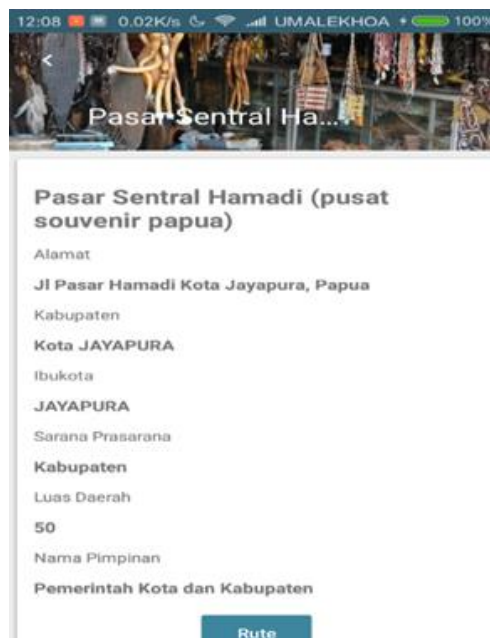 12:08 0.02K/s UMALEKHOA 100%
Pasar Sentral Ha...
Pasar Sentral Hamadi (pusat
souvenir papua)
Alamat
Jl Pasar Hamadi Kota Jayapura, Papua
Kabupaten
Kota JAYAPURA
Ibukota
JAYAPURA
Sarana Prasarana
Kabupaten
Luas Daerah
50
Nama Pimpinan
Pemerintah Kota dan Kabupaten
Rute